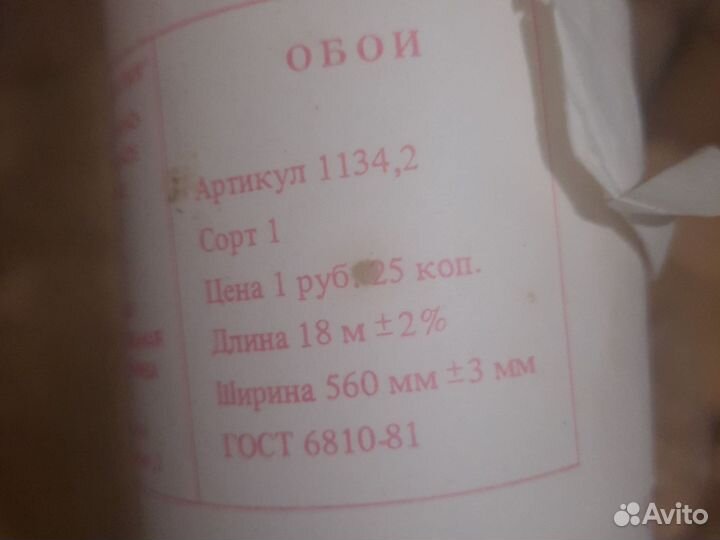 ОБОИ
Артикул 1134,2
Сорт 1
Цена 1 руб. 25 коп.
Длина 18 м ±2%
Ширина 560 мм ±3 мм
ГОСТ 6810-81
Avito